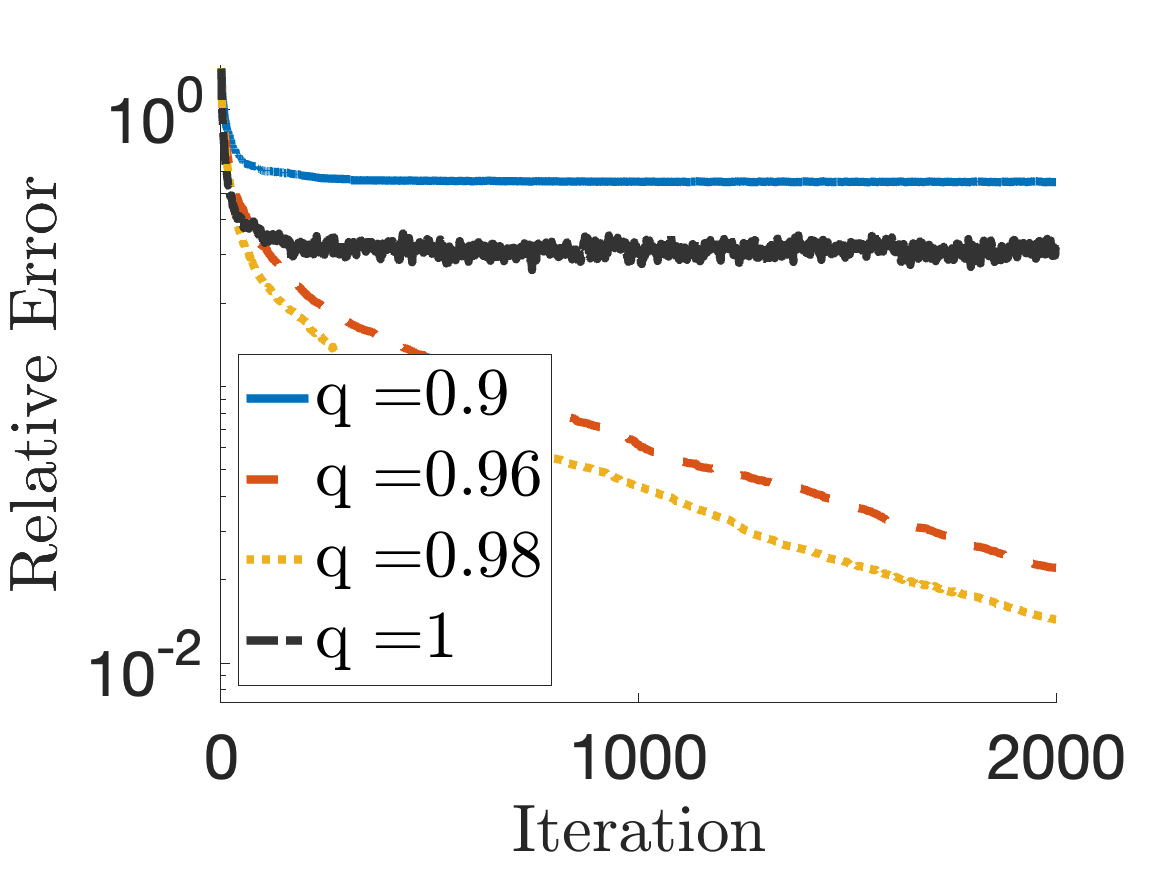 10^0
Relative Error
q =0.9
q =0.96
q =0.98
q =1
10^-2
0 1000 2000
Iteration